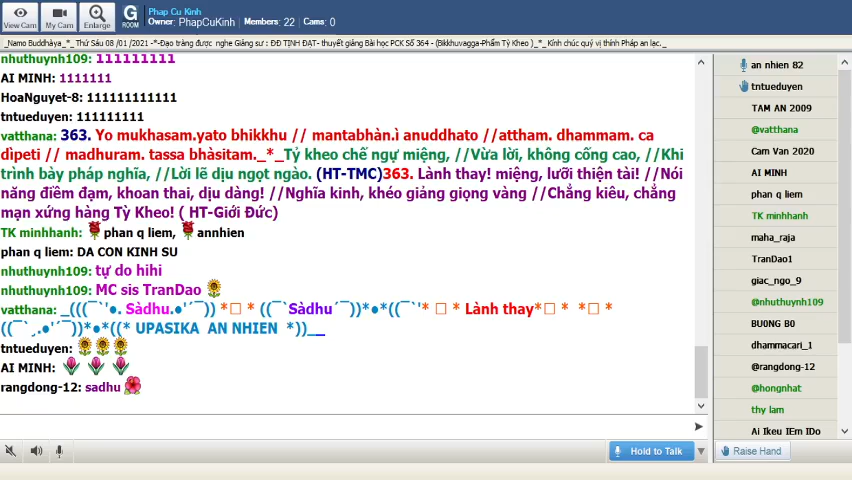 View Cam
My Cam
Enlarge
G
ROOM
Phap Cu Kinh
Owner: PhapCuKinh Members: 22 Cams: 0
_Namo Buddhàya_*_ Thứ Sáu 08 /01 /2021 -*-Đạo tràng được nghe Giảng sư : ĐĐ TỊNH ĐẠT- thuyết giảng Bài học PCK Số 364 - (Bikkhuvagga-Phẩm Tỳ Kheo )_*_ Kính chúc quý vị thính Pháp an lạc._
nhuthuynh109: 111111111
AI MINH: 1111111
HoaNguyet-8: 111111111111
tntueduyen: 111111111
vatthana: 363. Yo mukhasam.yato bhikkhu // mantabhàn.ì anuddhato //attham. dhammam. ca
dìpeti // madhuram. tassa bhàsitam._*_Tỷ kheo chế ngự miệng, //Vừa lời, không cống cao, //Khi
trình bày pháp nghĩa, //Lời lẽ dịu ngọt ngào. (HT-TMC)363. Lành thay! miệng, lưỡi thiện tài! //Nói
năng điềm đạm, khoan thai, dịu dàng! //Nghĩa kinh, khéo giảng giọng vàng //Chẳng kiêu, chẳng
mạn xứng hàng Tỳ Kheo! ( HT-Giới Đức)
TK minhhanh: phan q liem, annhien
phan q liem: DA CON KINH SU
nhuthuynh109: tự do hihi
nhuthuynh109: MC sis TranDao
vatthana: _(((¯`'●. Sàdhu.●'´¯)) *□ * ((¯`Sàdhu´¯))*●*((¯`'* □ * Lành thay*□ * *□ *
((¯`ˏ.●'´¯))*●*((* UPASIKA AN NHIEN *))__
tntueduyen:
AI MINH:
rangdong-12: sadhu
Hold to Talk
an nhien 82
tntueduyen
TAM AN 2009
@vatthana
Cam Van 2020
AI MINH
phan q liem
TK minhhanh
maha_raja
TranDao1
giac_ngo_9
@nhuthuynh109
BU0NG B0
dhammacari_1
@rangdong-12
@hongnhat
thy lam
Ai Ikeu IEm IDo
Raise Hand